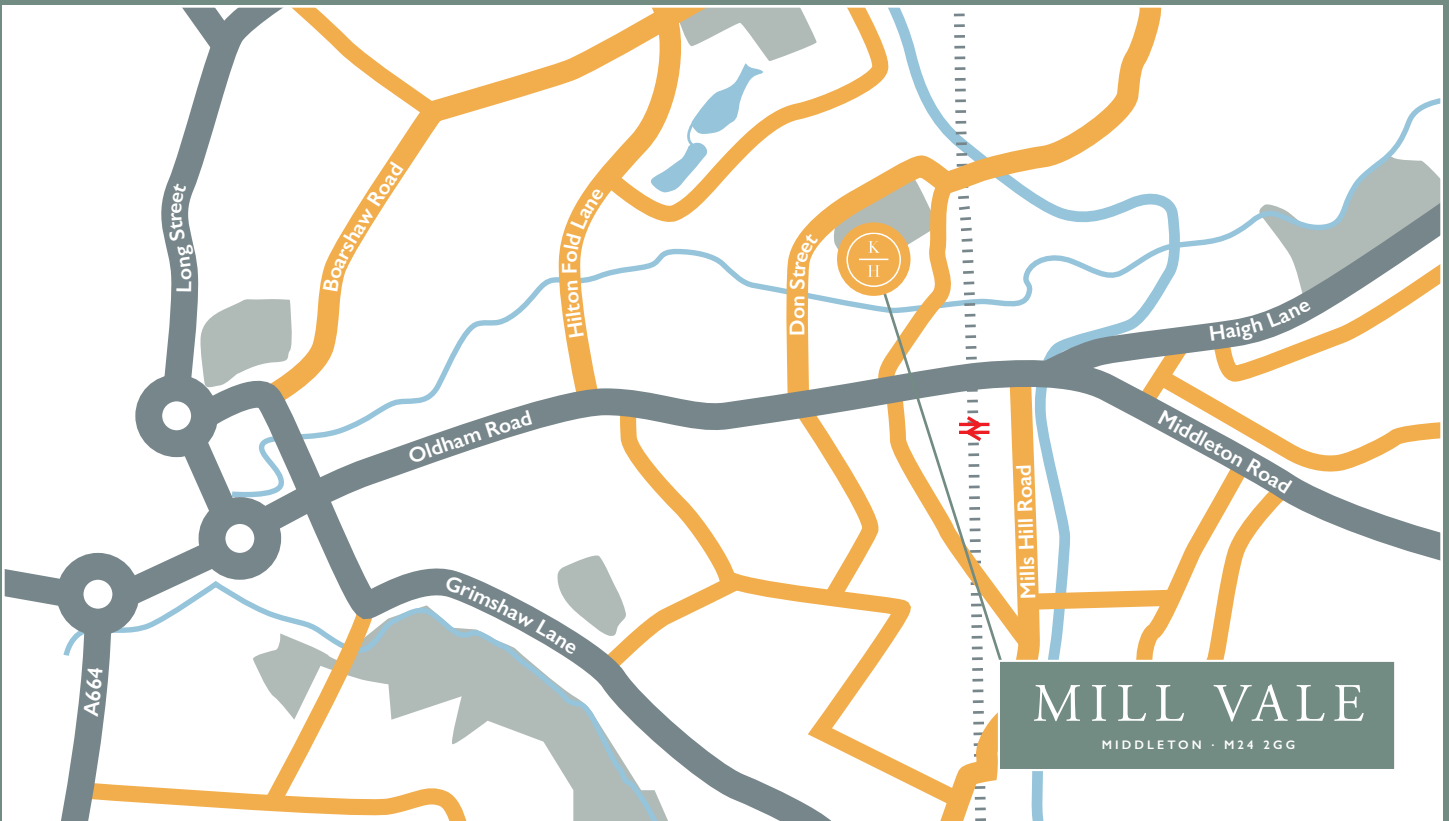 Long Street
Boarshaw Road
Hilton Fold Lane
Don Street
K
H
Haigh Lane
Oldham Road
Middleton Road
Mills Hill Road
Grimshaw Lane
A664
MILL VALE
MIDDLETON · M24 2GG